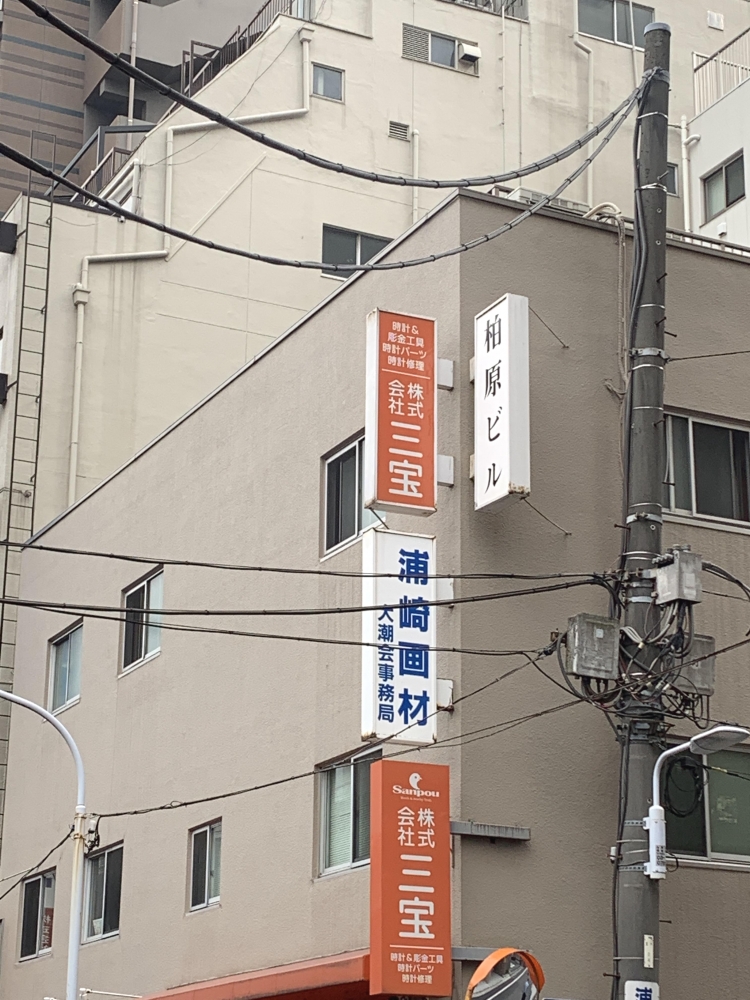 時計&
彫金工具
時計パーツ
時計修理
株式
会社
三宝
柏原ビル
浦崎画材
大潮会事務局
Sanpou
株式
会社
三宝
時計&彫金工具
時計パーツ
時計修理
浦